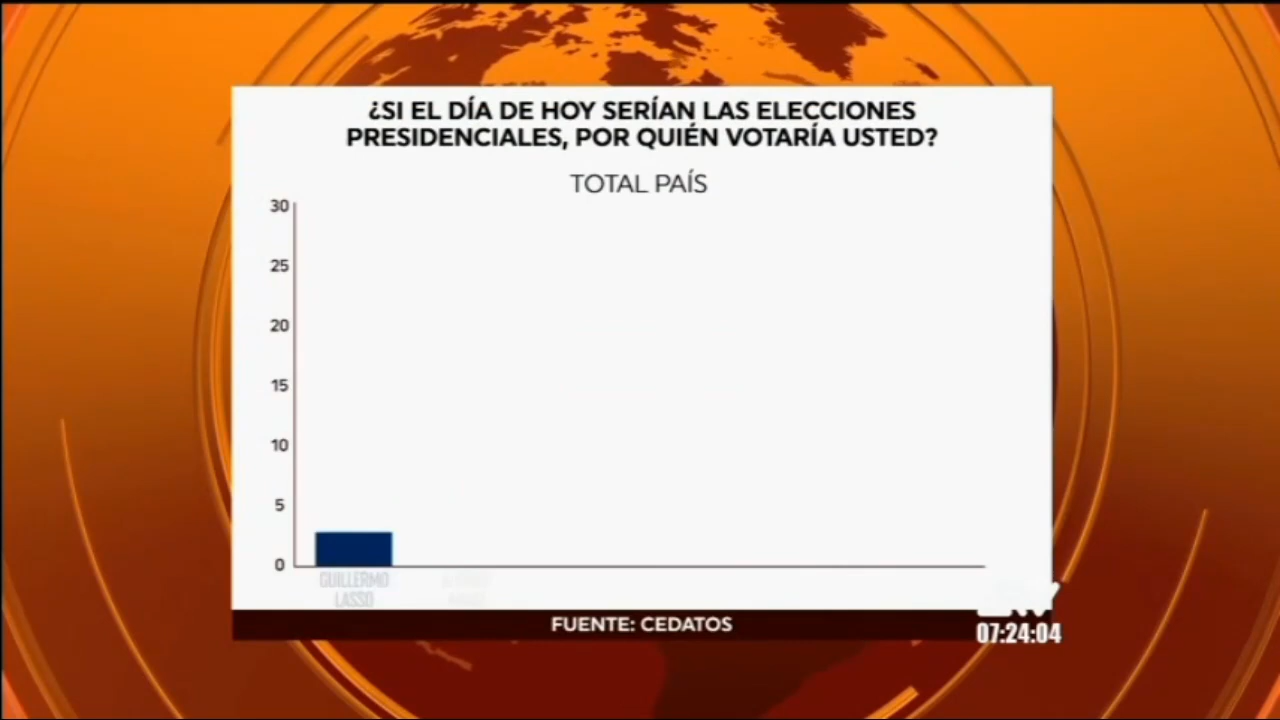 ¿SI EL DÍA DE HOY SERÍAN LAS ELECCIONES
PRESIDENCIALES, POR QUIÉN VOTARÍA USTED?
TOTAL PAÍS
30
25
20
15
10
5
0
GUILLERMO
LASSO
FUENTE: CEDATOS
07:24:04